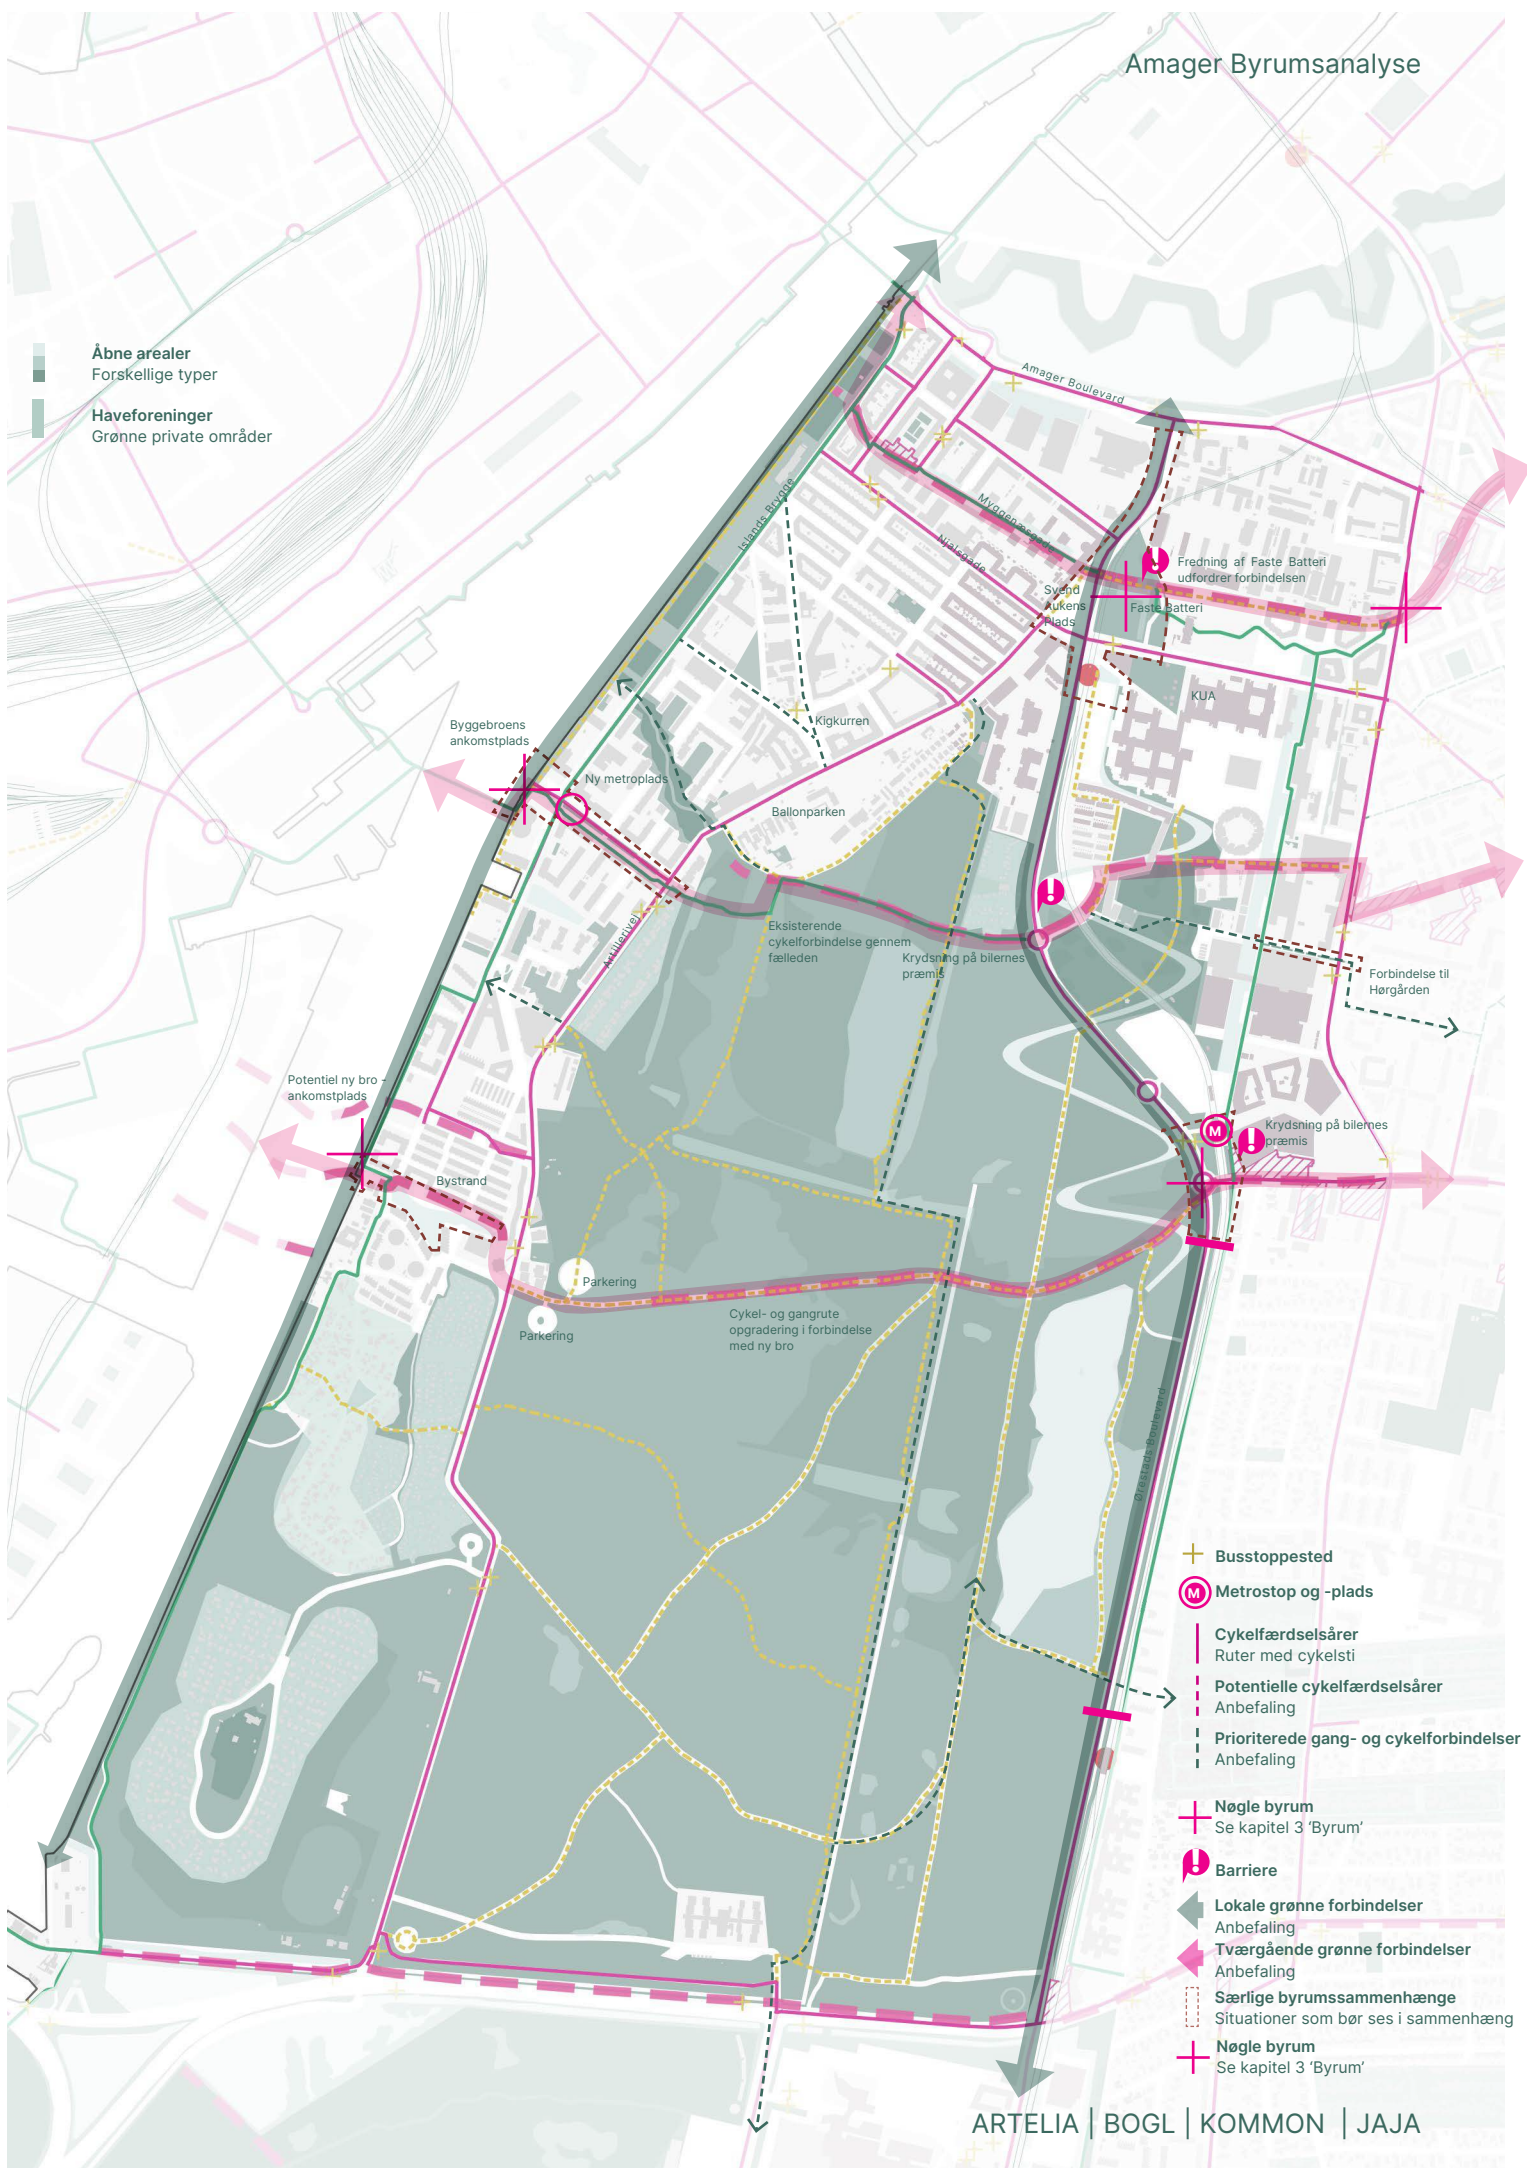 Amager Byrumsanalyse
Åbne arealer
Forskellige typer
Haveforeninger
Grønne private områder
Amager Boulevard
Islands Brygge
Myggenæsgade
Njalsgade
Fredning af Faste Batteri
udfordrer forbindelsen
Svend
Aukens
Plads
Faste Batteri
KUA
Byggebroens
ankomstplads
Kigkurren
Ny metroplads
Ballonparken
Artillerivej
Eksisterende
cykelforbindelse gennem
fælleden
Krydsning på bilernes
præmis
Forbindelse til
Hørgården
Potentiel ny bro -
ankomstplads
Krydsning på bilernes
præmis
M
Bystrand
Parkering
Parkering
Cykel- og gangrute
opgradering i forbindelse
med ny bro
Ørestads Boulevard
Busstoppested
M
Metrostop og -plads
Cykelfærdselsårer
Ruter med cykelsti
Potentielle cykelfærdselsårer
Anbefaling
Prioriterede gang- og cykelforbindelser
Anbefaling
Nøgle byrum
Se kapitel 3 ‘Byrum’
Barriere
Lokale grønne forbindelser
Anbefaling
Tværgående grønne forbindelser
Anbefaling
Særlige byrumssammenhænge
Situationer som bør ses i sammenhæng
Nøgle byrum
Se kapitel 3 ‘Byrum’
ARTELIA | BOGL | KOMMON | JAJA